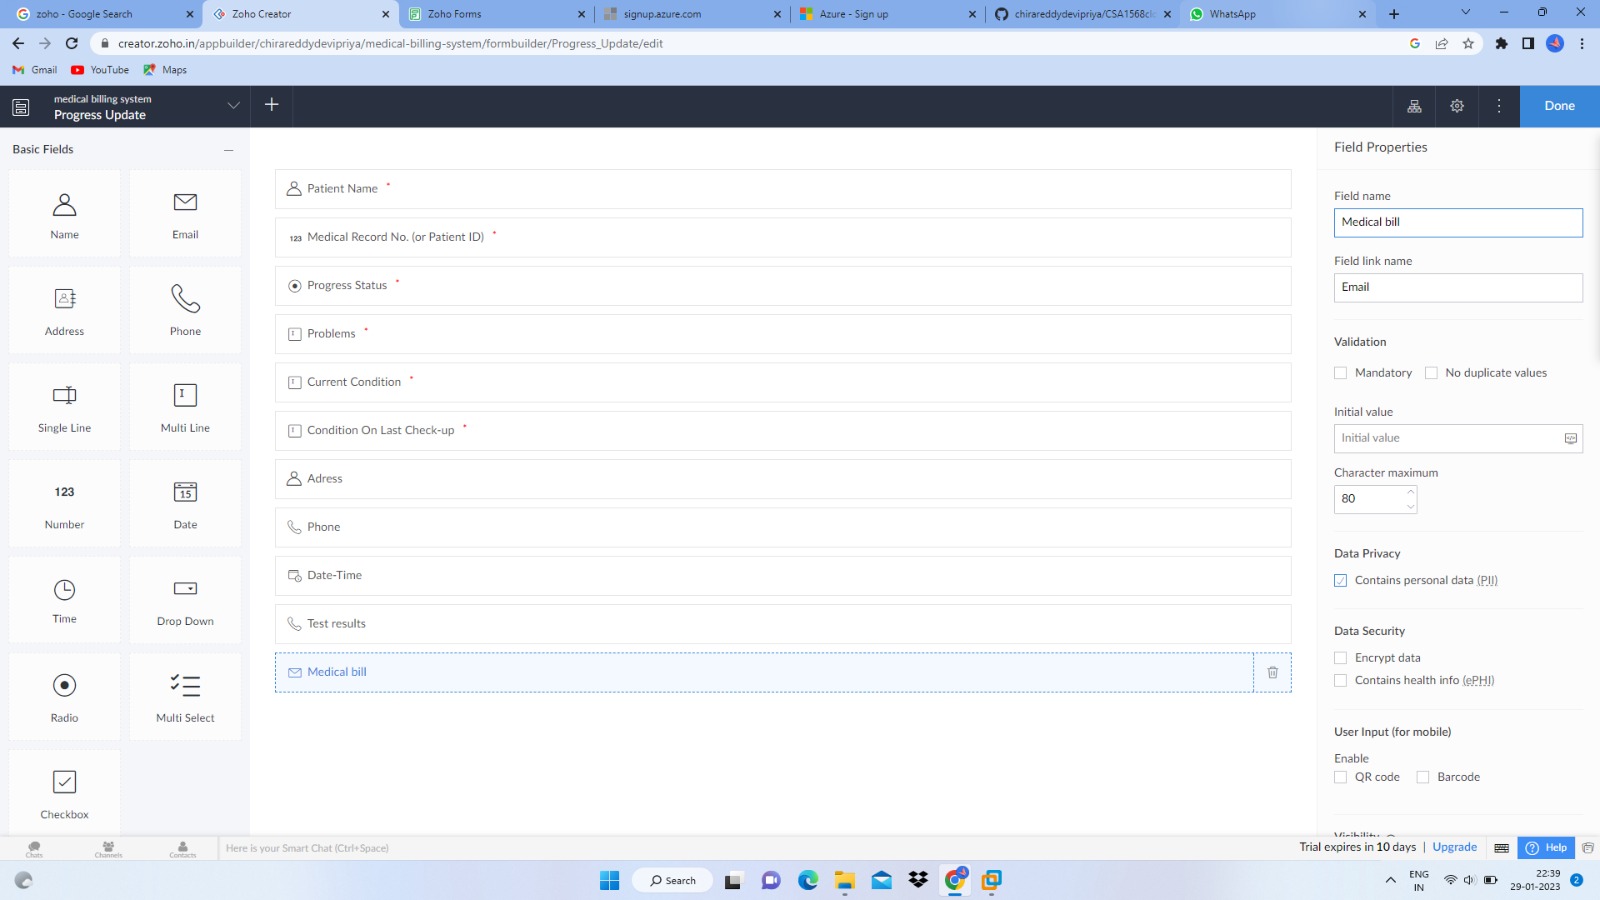 zoho - Google Search
Zoho Creator
Zoho Forms
signup.azure.com
Azure - Sign up
chirareddydevipriya/CSA1568clo
WhatsApp
creator.zoho.in/appbuilder/chirareddydevipriya/medical-billing-system/formbuilder/Progress_Update/edit
Gmail
YouTube
Maps
medical billing system
Progress Update
Done
Basic Fields
Name
Email
Address
Phone
Single Line
Multi Line
123
Number
15
Date
Time
Drop Down
Radio
Multi Select
Checkbox
Patient Name *
123 Medical Record No. (or Patient ID) *
Progress Status *
Problems *
Current Condition *
Condition On Last Check-up *
Adress
Phone
Date-Time
Test results
Medical bill
Field Properties
Field name
Medical bill
Field link name
Email
Validation
Mandatory
No duplicate values
Initial value
Initial value
Character maximum
80
Data Privacy
Contains personal data (PII)
Data Security
Encrypt data
Contains health info (ePHI)
User Input (for mobile)
Enable
QR code
Barcode
Visibility
Chats
Channels
Contacts
Here is your Smart Chat (Ctrl+Space)
Trial expires in 10 days | Upgrade
Help
Search
ENG
IN
22:39
29-01-2023
2